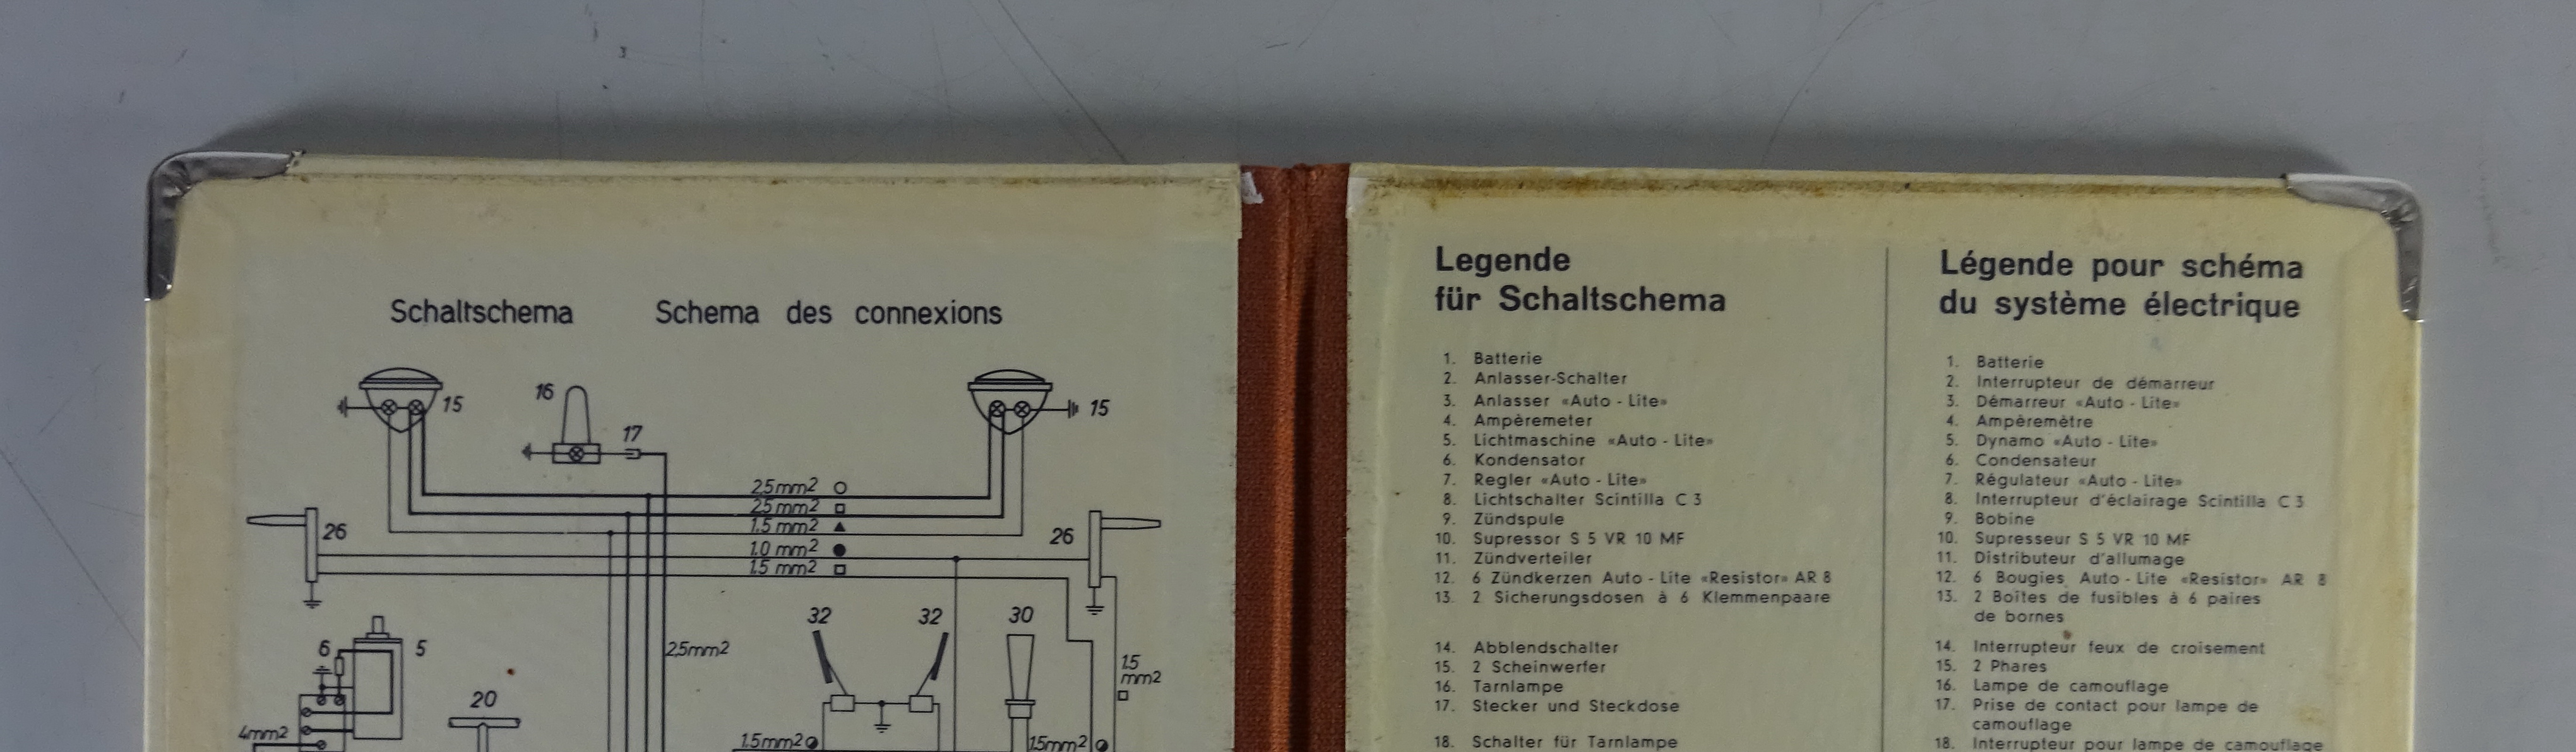 Schaltschema Schema des connexions
15
16
17
15
2,5mm2
2,5mm2
1.5 mm2
1.0 mm2
1.5 mm2
26
26
32
32
30
6
5
2,5mm2
1.5
mm2
20
4mm2
1.5mm2
1.5mm2
Legende
für Schaltschema
1. Batterie
2. Anlasser-Schalter
3. Anlasser «Auto - Lite»
4. Ampèremeter
5. Lichtmaschine «Auto - Lite»
6. Kondensator
7. Regler «Auto - Lite»
8. Lichtschalter Scintilla C 3
9. Zündspule
10. Supressor S 5 VR 10 MF
11. Zündverteiler
12. 6 Zündkerzen Auto - Lite «Resistor» AR 8
13. 2 Sicherungsdosen à 6 Klemmenpaare
14. Abblendschalter
15. 2 Scheinwerfer
16. Tarnlampe
17. Stecker und Steckdose
18. Schalter für Tarnlampe
Légende pour schéma
du système électrique
1. Batterie
2. Interrupteur de démarreur
3. Démarreur «Auto - Lite»
4. Ampèremètre
5. Dynamo «Auto - Lite»
6. Condensateur
7. Régulateur «Auto - Lite»
8. Interrupteur d'éclairage Scintilla C 3
9. Bobine
10. Supresseur S 5 VR 10 MF
11. Distributeur d'allumage
12. 6 Bougies Auto - Lite «Resistor» AR 8
13. 2 Boîtes de fusibles à 6 paires
de bornes
14. Interrupteur feux de croisement
15. 2 Phares
16. Lampe de camouflage
17. Prise de contact pour lampe de
camouflage
18. Interrupteur pour lampe de camouflage